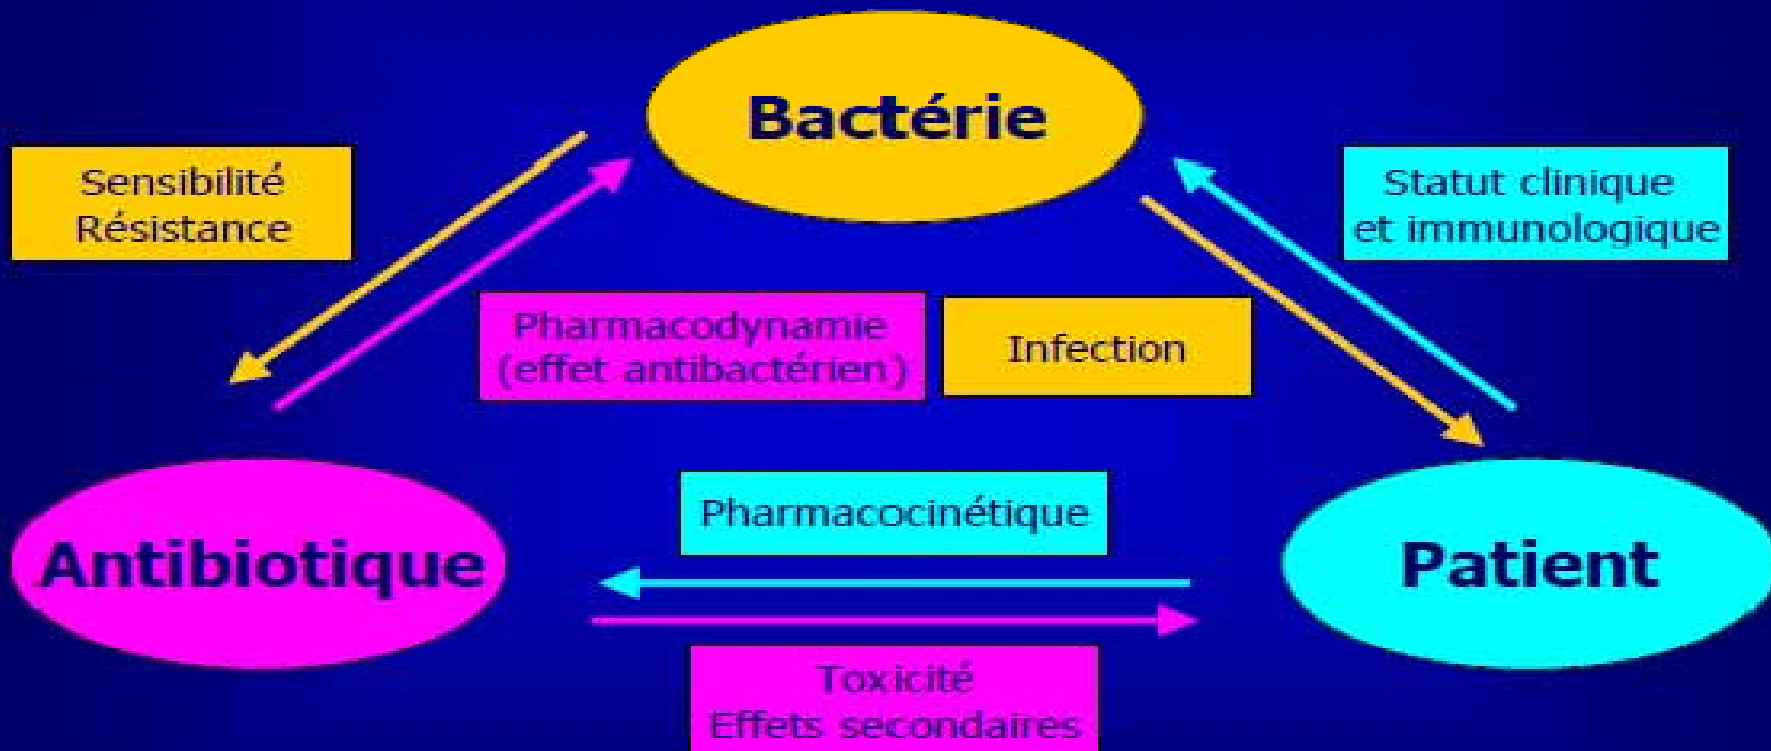 Bactérie
Sensibilité
Résistance
Statut clinique
et immunologique
Pharmacodynamie
(effet antibactérien)
Infection
Pharmacocinétique
Antibiotique
Patient
Toxicité
Effets secondaires